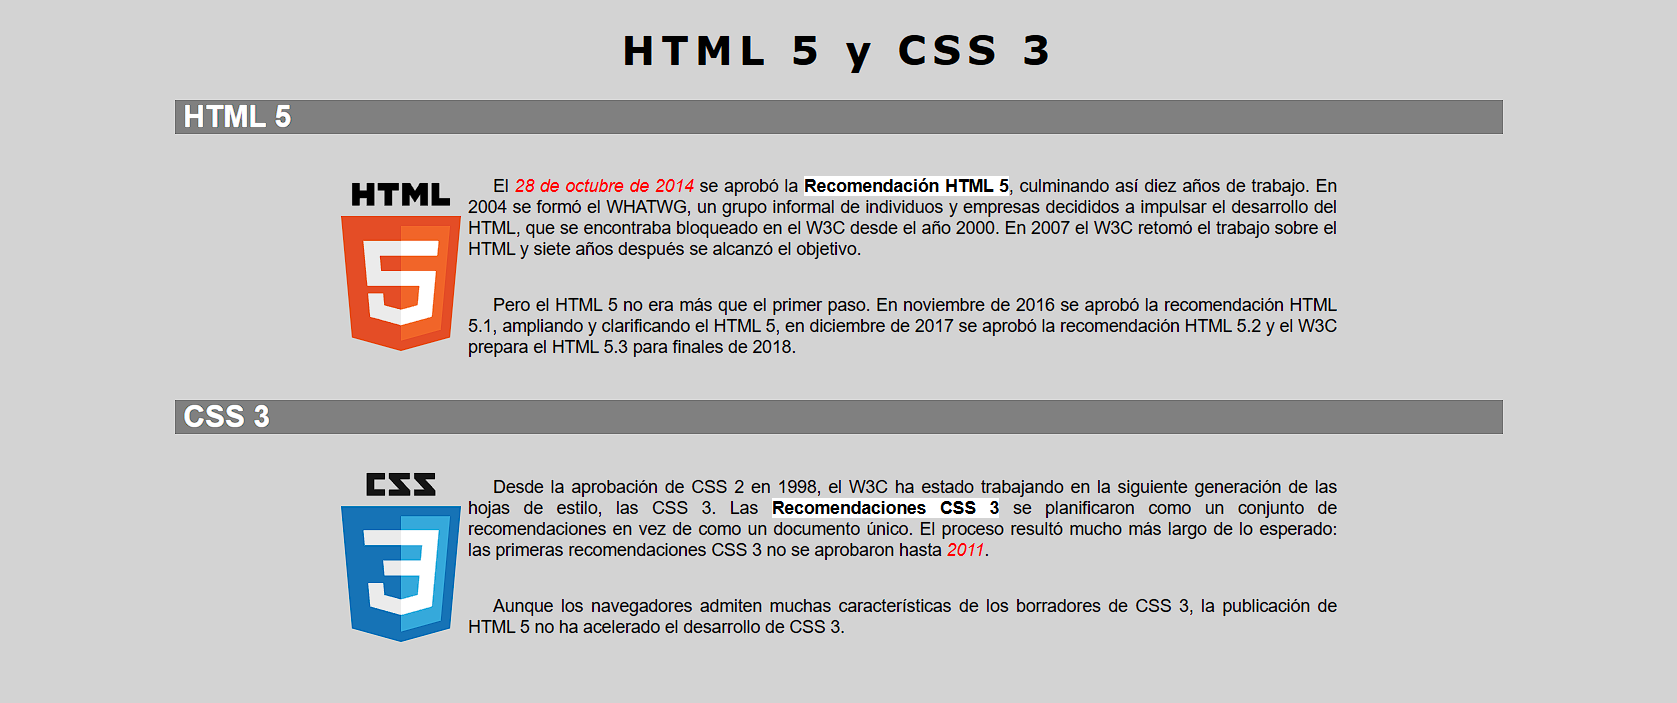 HTML 5 y CSS 3
HTML 5
HTML
5
El 28 de octubre de 2014 se aprobó la Recomendación HTML 5, culminando así diez años de trabajo. En
2004 se formó el WHATWG, un grupo informal de individuos y empresas decididos a impulsar el desarrollo del
HTML, que se encontraba bloqueado en el W3C desde el año 2000. En 2007 el W3C retomó el trabajo sobre el
HTML y siete años después se alcanzó el objetivo.
Pero el HTML 5 no era más que el primer paso. En noviembre de 2016 se aprobó la recomendación HTML
5.1, ampliando y clarificando el HTML 5, en diciembre de 2017 se aprobó la recomendación HTML 5.2 y el W3C
prepara el HTML 5.3 para finales de 2018.
CSS 3
CSS
3
Desde la aprobación de CSS 2 en 1998, el W3C ha estado trabajando en la siguiente generación de las
hojas de estilo, las CSS 3. Las Recomendaciones CSS 3 se planificaron como un conjunto de
recomendaciones en vez de como un documento único. El proceso resultó mucho más largo de lo esperado:
las primeras recomendaciones CSS 3 no se aprobaron hasta 2011.
Aunque los navegadores admiten muchas características de los borradores de CSS 3, la publicación de
HTML 5 no ha acelerado el desarrollo de CSS 3.